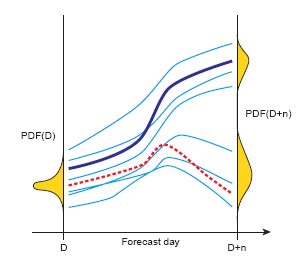 PDF(D)
PDF(D+n)
Forecast day
D
D+n